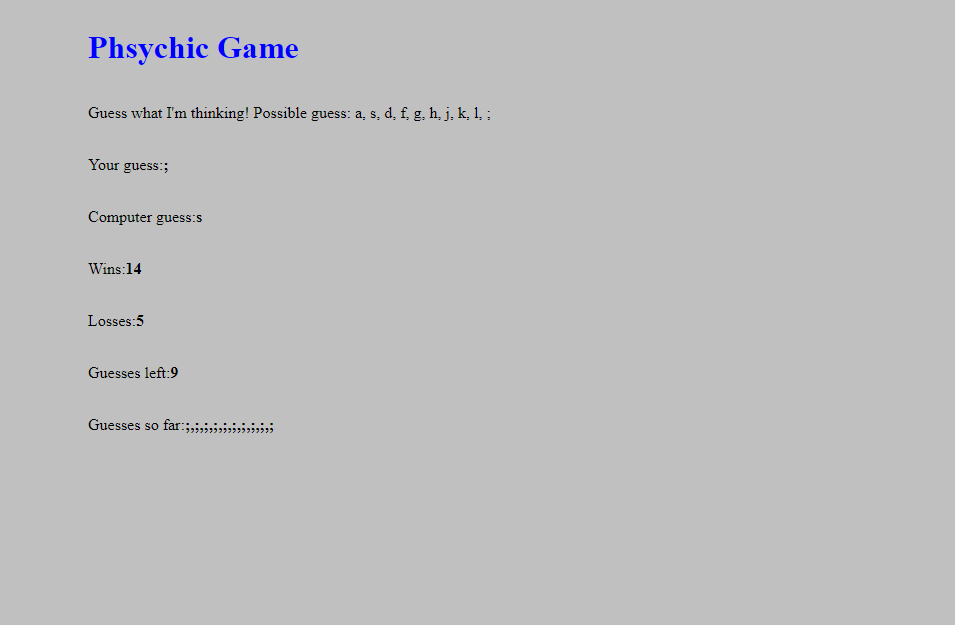 Phsychic Game
Guess what I'm thinking! Possible guess: a, s, d, f, g, h, j, k, l, ;
Your guess:;
Computer guess:s
Wins:14
Losses:5
Guesses left:9
Guesses so far:;,;,;,;,;,;,;,;,;,;